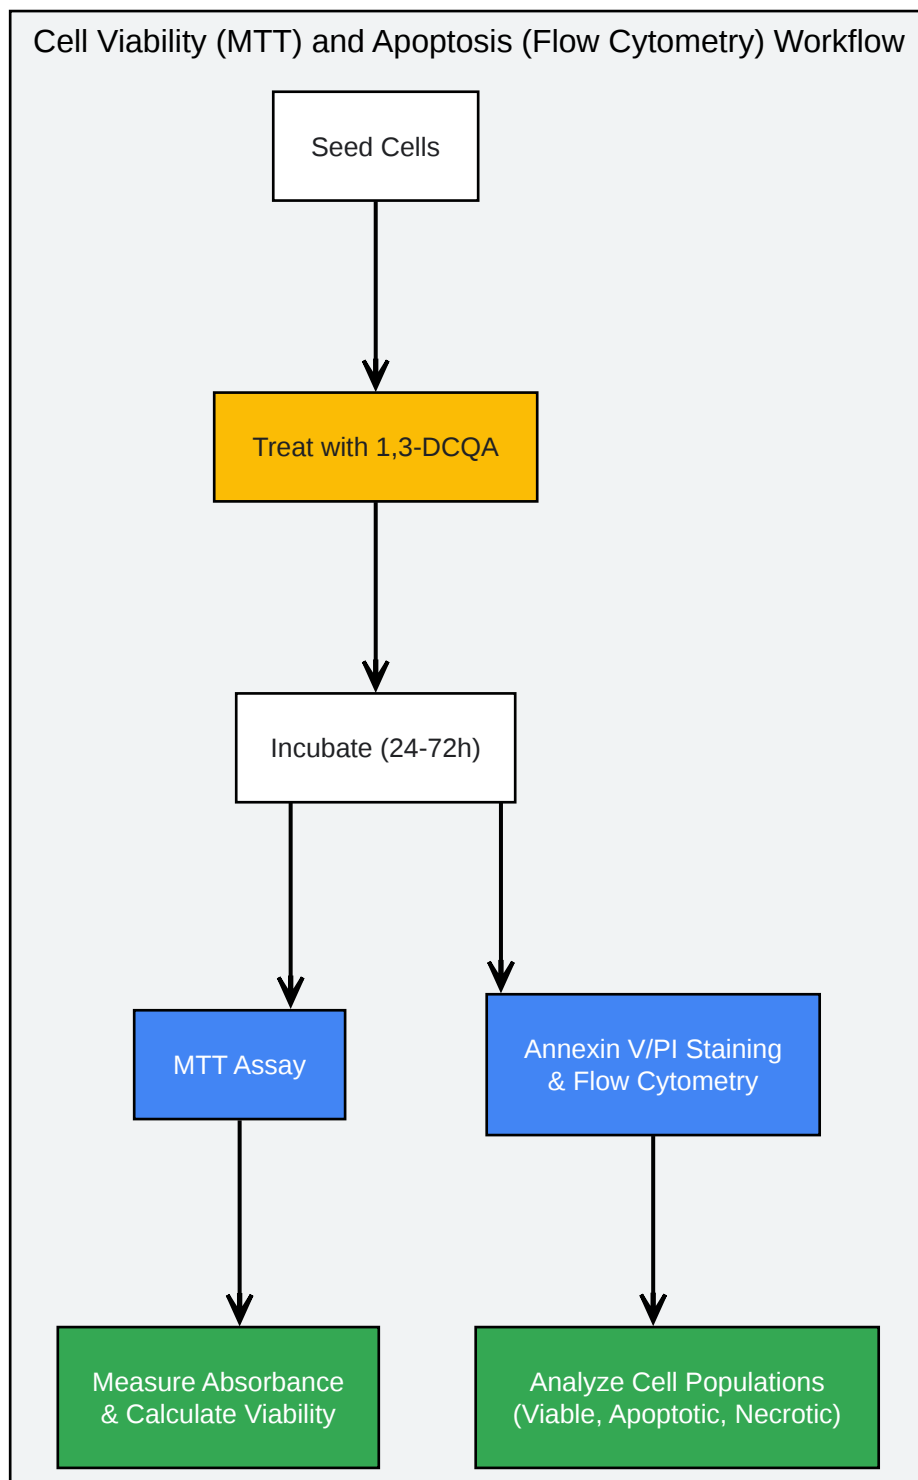 Cell Viability (MTT) and Apoptosis (Flow Cytometry) Workflow
Seed Cells
Treat with 1,3-DCQA
Incubate (24-72h)
MTT Assay
Annexin V/PI Staining
& Flow Cytometry
Measure Absorbance
& Calculate Viability
Analyze Cell Populations
(Viable, Apoptotic, Necrotic)